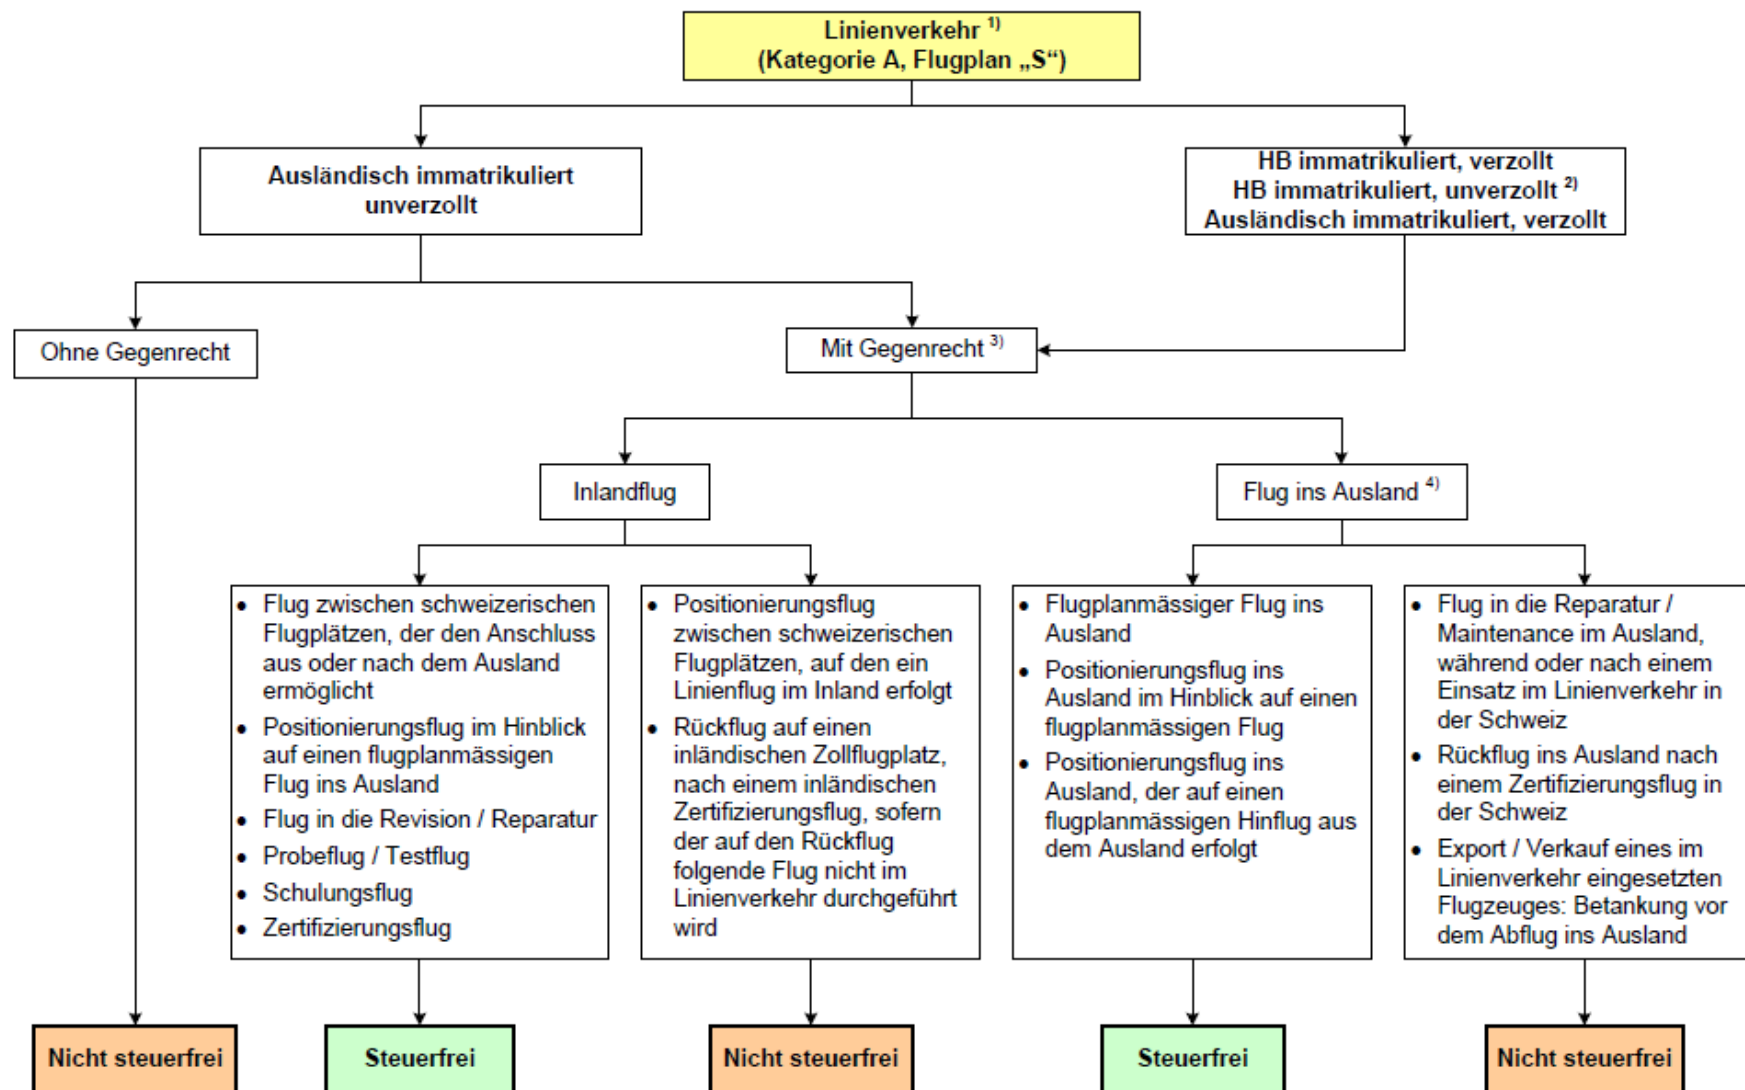 Linienverkehr 1)
(Kategorie A, Flugplan „S“)
Ausländisch immatrikuliert
unverzollt
HB immatrikuliert, verzollt
HB immatrikuliert, unverzollt 2)
Ausländisch immatrikuliert, verzollt
Ohne Gegenrecht
Mit Gegenrecht 3)
Inlandflug
Flug ins Ausland 4)
• Flug zwischen schweizerischen
Flugplätzen, der den Anschluss
aus oder nach dem Ausland
ermöglicht
• Positionierungsflug im Hinblick
auf einen flugplanmässigen
Flug ins Ausland
• Flug in die Revision / Reparatur
• Probeflug / Testflug
• Schulungsflug
• Zertifizierungsflug
• Positionierungsflug
zwischen schweizerischen
Flugplätzen, auf den ein
Linienflug im Inland erfolgt
• Rückflug auf einen
inländischen Zollflugplatz,
nach einem inländischen
Zertifizierungsflug, sofern
der auf den Rückflug
folgende Flug nicht im
Linienverkehr durchgeführt
wird
• Flugplanmässiger Flug ins
Ausland
• Positionierungsflug ins
Ausland im Hinblick auf einen
flugplanmässigen Flug
• Positionierungsflug ins
Ausland, der auf einen
flugplanmässigen Hinflug aus
dem Ausland erfolgt
• Flug in die Reparatur /
Maintenance im Ausland,
während oder nach einem
Einsatz im Linienverkehr in
der Schweiz
• Rückflug ins Ausland nach
einem Zertifizierungsflug in
der Schweiz
• Export / Verkauf eines im
Linienverkehr eingesetzten
Flugzeuges: Betankung vor
dem Abflug ins Ausland
Nicht steuerfrei
Steuerfrei
Nicht steuerfrei
Steuerfrei
Nicht steuerfrei